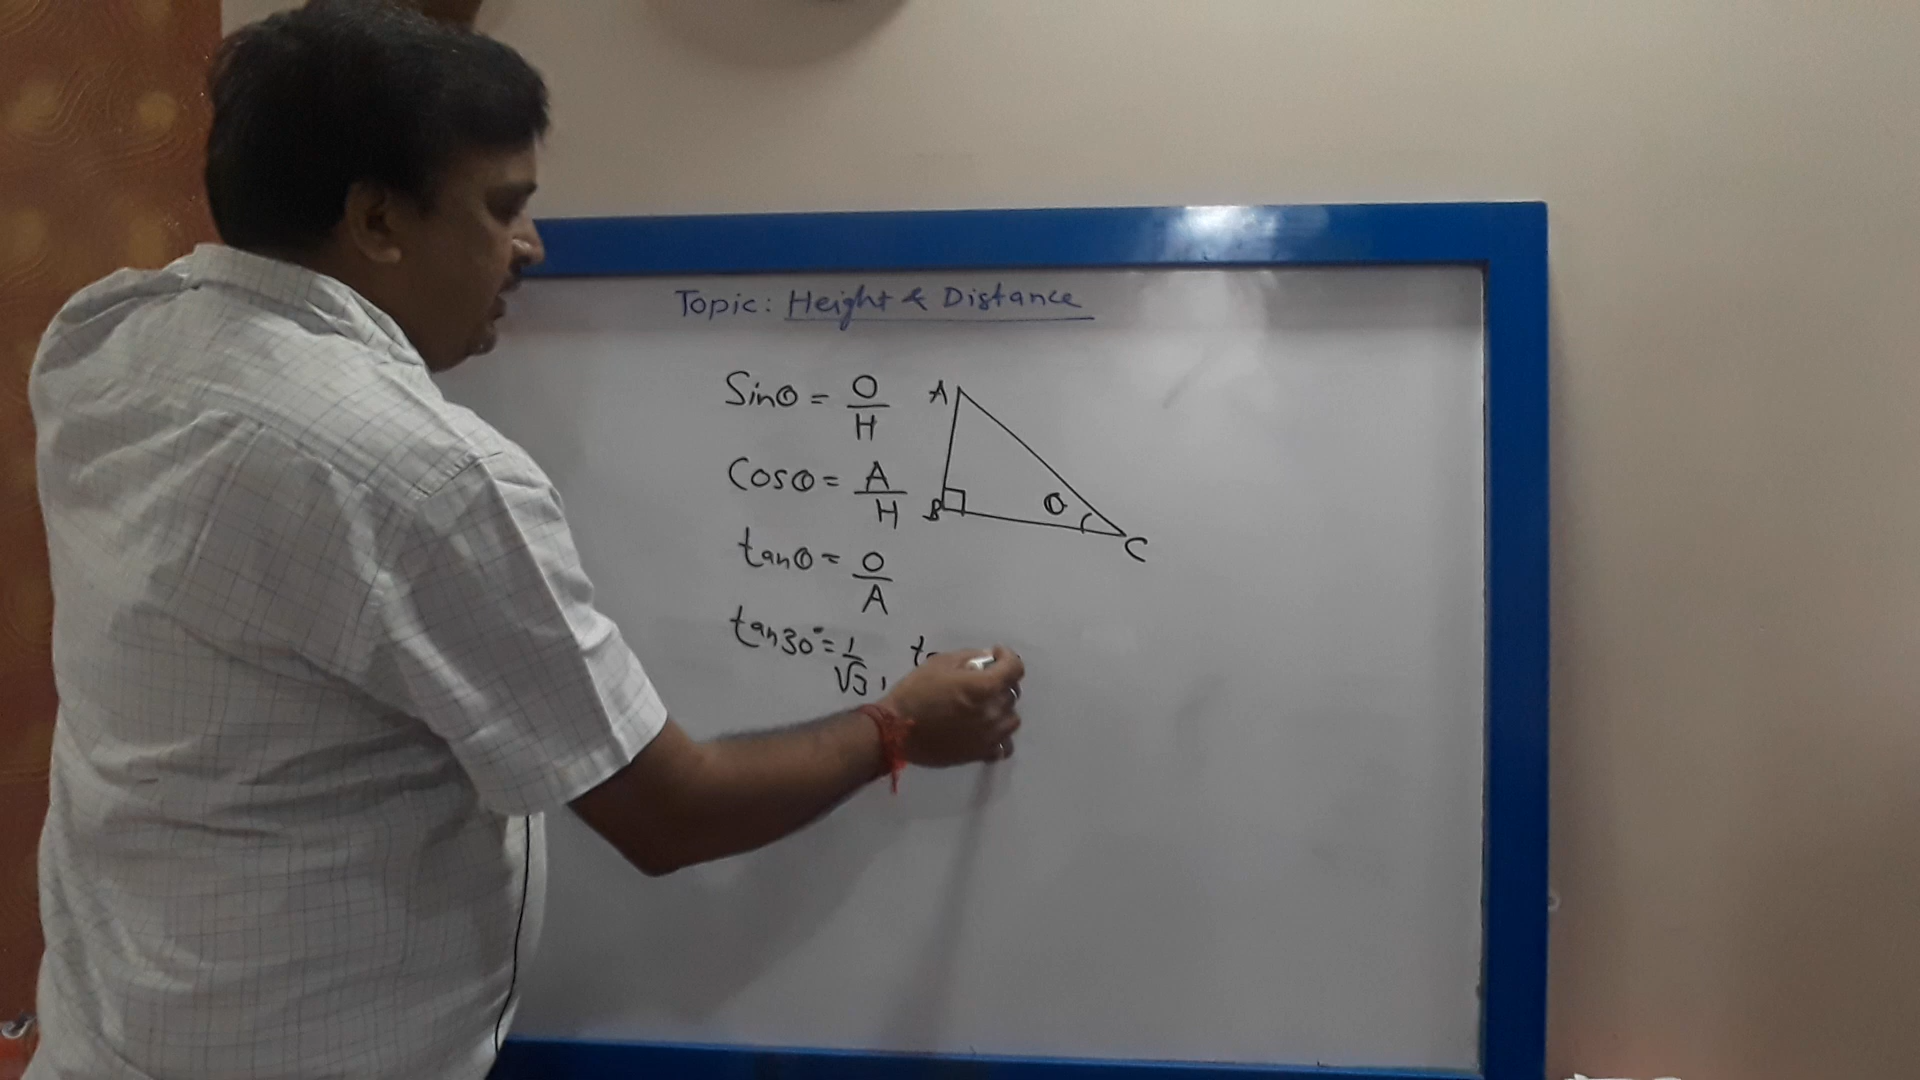 Topic: Height & Distance
Sinθ = O/H
Cosθ = A/H
tanθ = O/A
tan30° = 1/√3,
A
B
θ
C